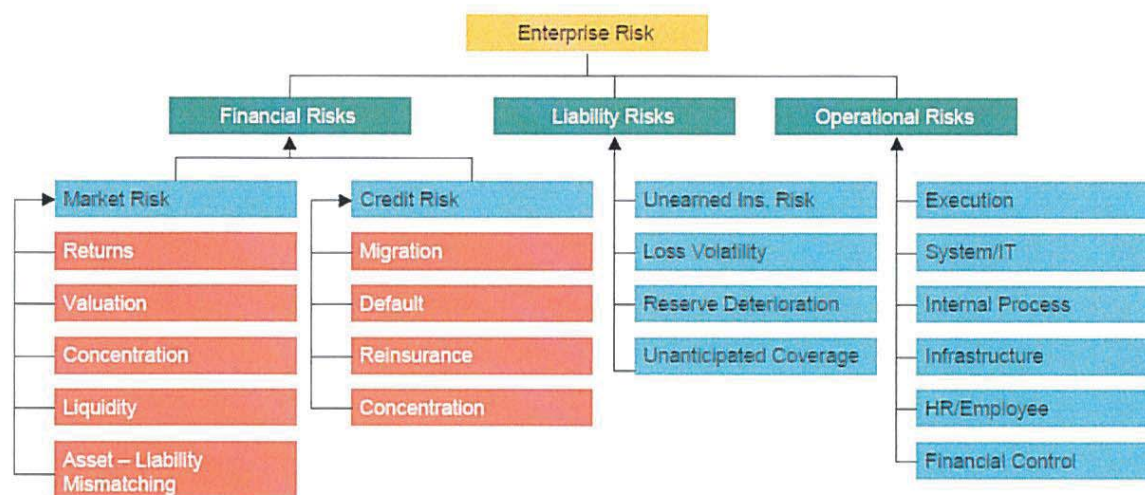 Enterprise Risk
Financial Risks
Liability Risks
Operational Risks
Market Risk
Returns
Valuation
Concentration
Liquidity
Asset – Liability
Mismatching
Credit Risk
Migration
Default
Reinsurance
Concentration
Unearned Ins. Risk
Loss Volatility
Reserve Deterioration
Unanticipated Coverage
Execution
System/IT
Internal Process
Infrastructure
HR/Employee
Financial Control